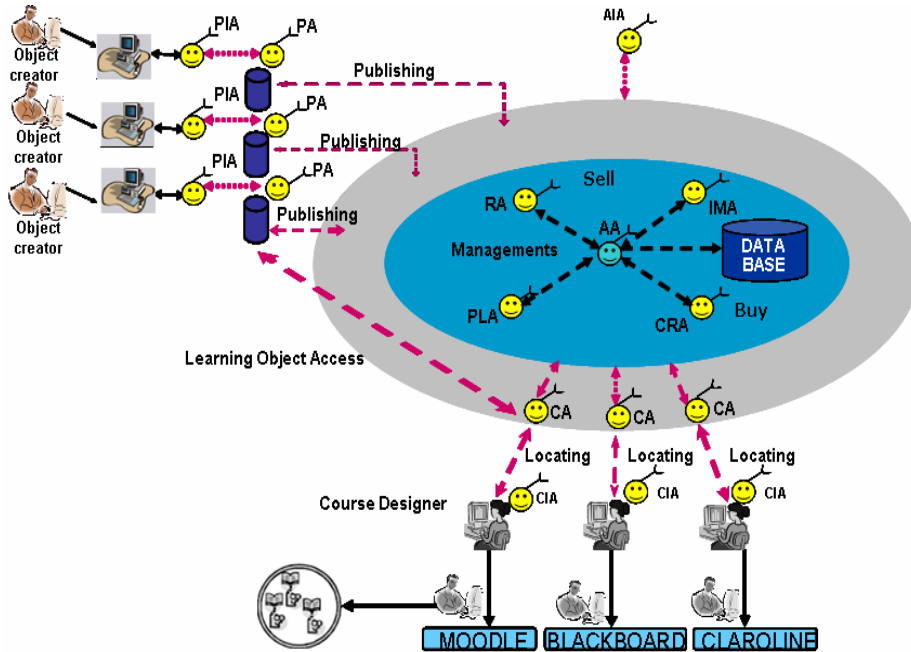 PIA
PA
AIA
Object
creator
Publishing
PIA
PA
Object
creator
Publishing
PIA
PA
Object
creator
Publishing
Sell
RA
IMA
AA
Managements
DATA
BASE
PLA
CRA
Buy
Learning Object Access
CA
CA
CA
Locating
Locating
Locating
CIA
CIA
CIA
Course Designer
MOODLE
BLACKBOARD
CLAROLINE